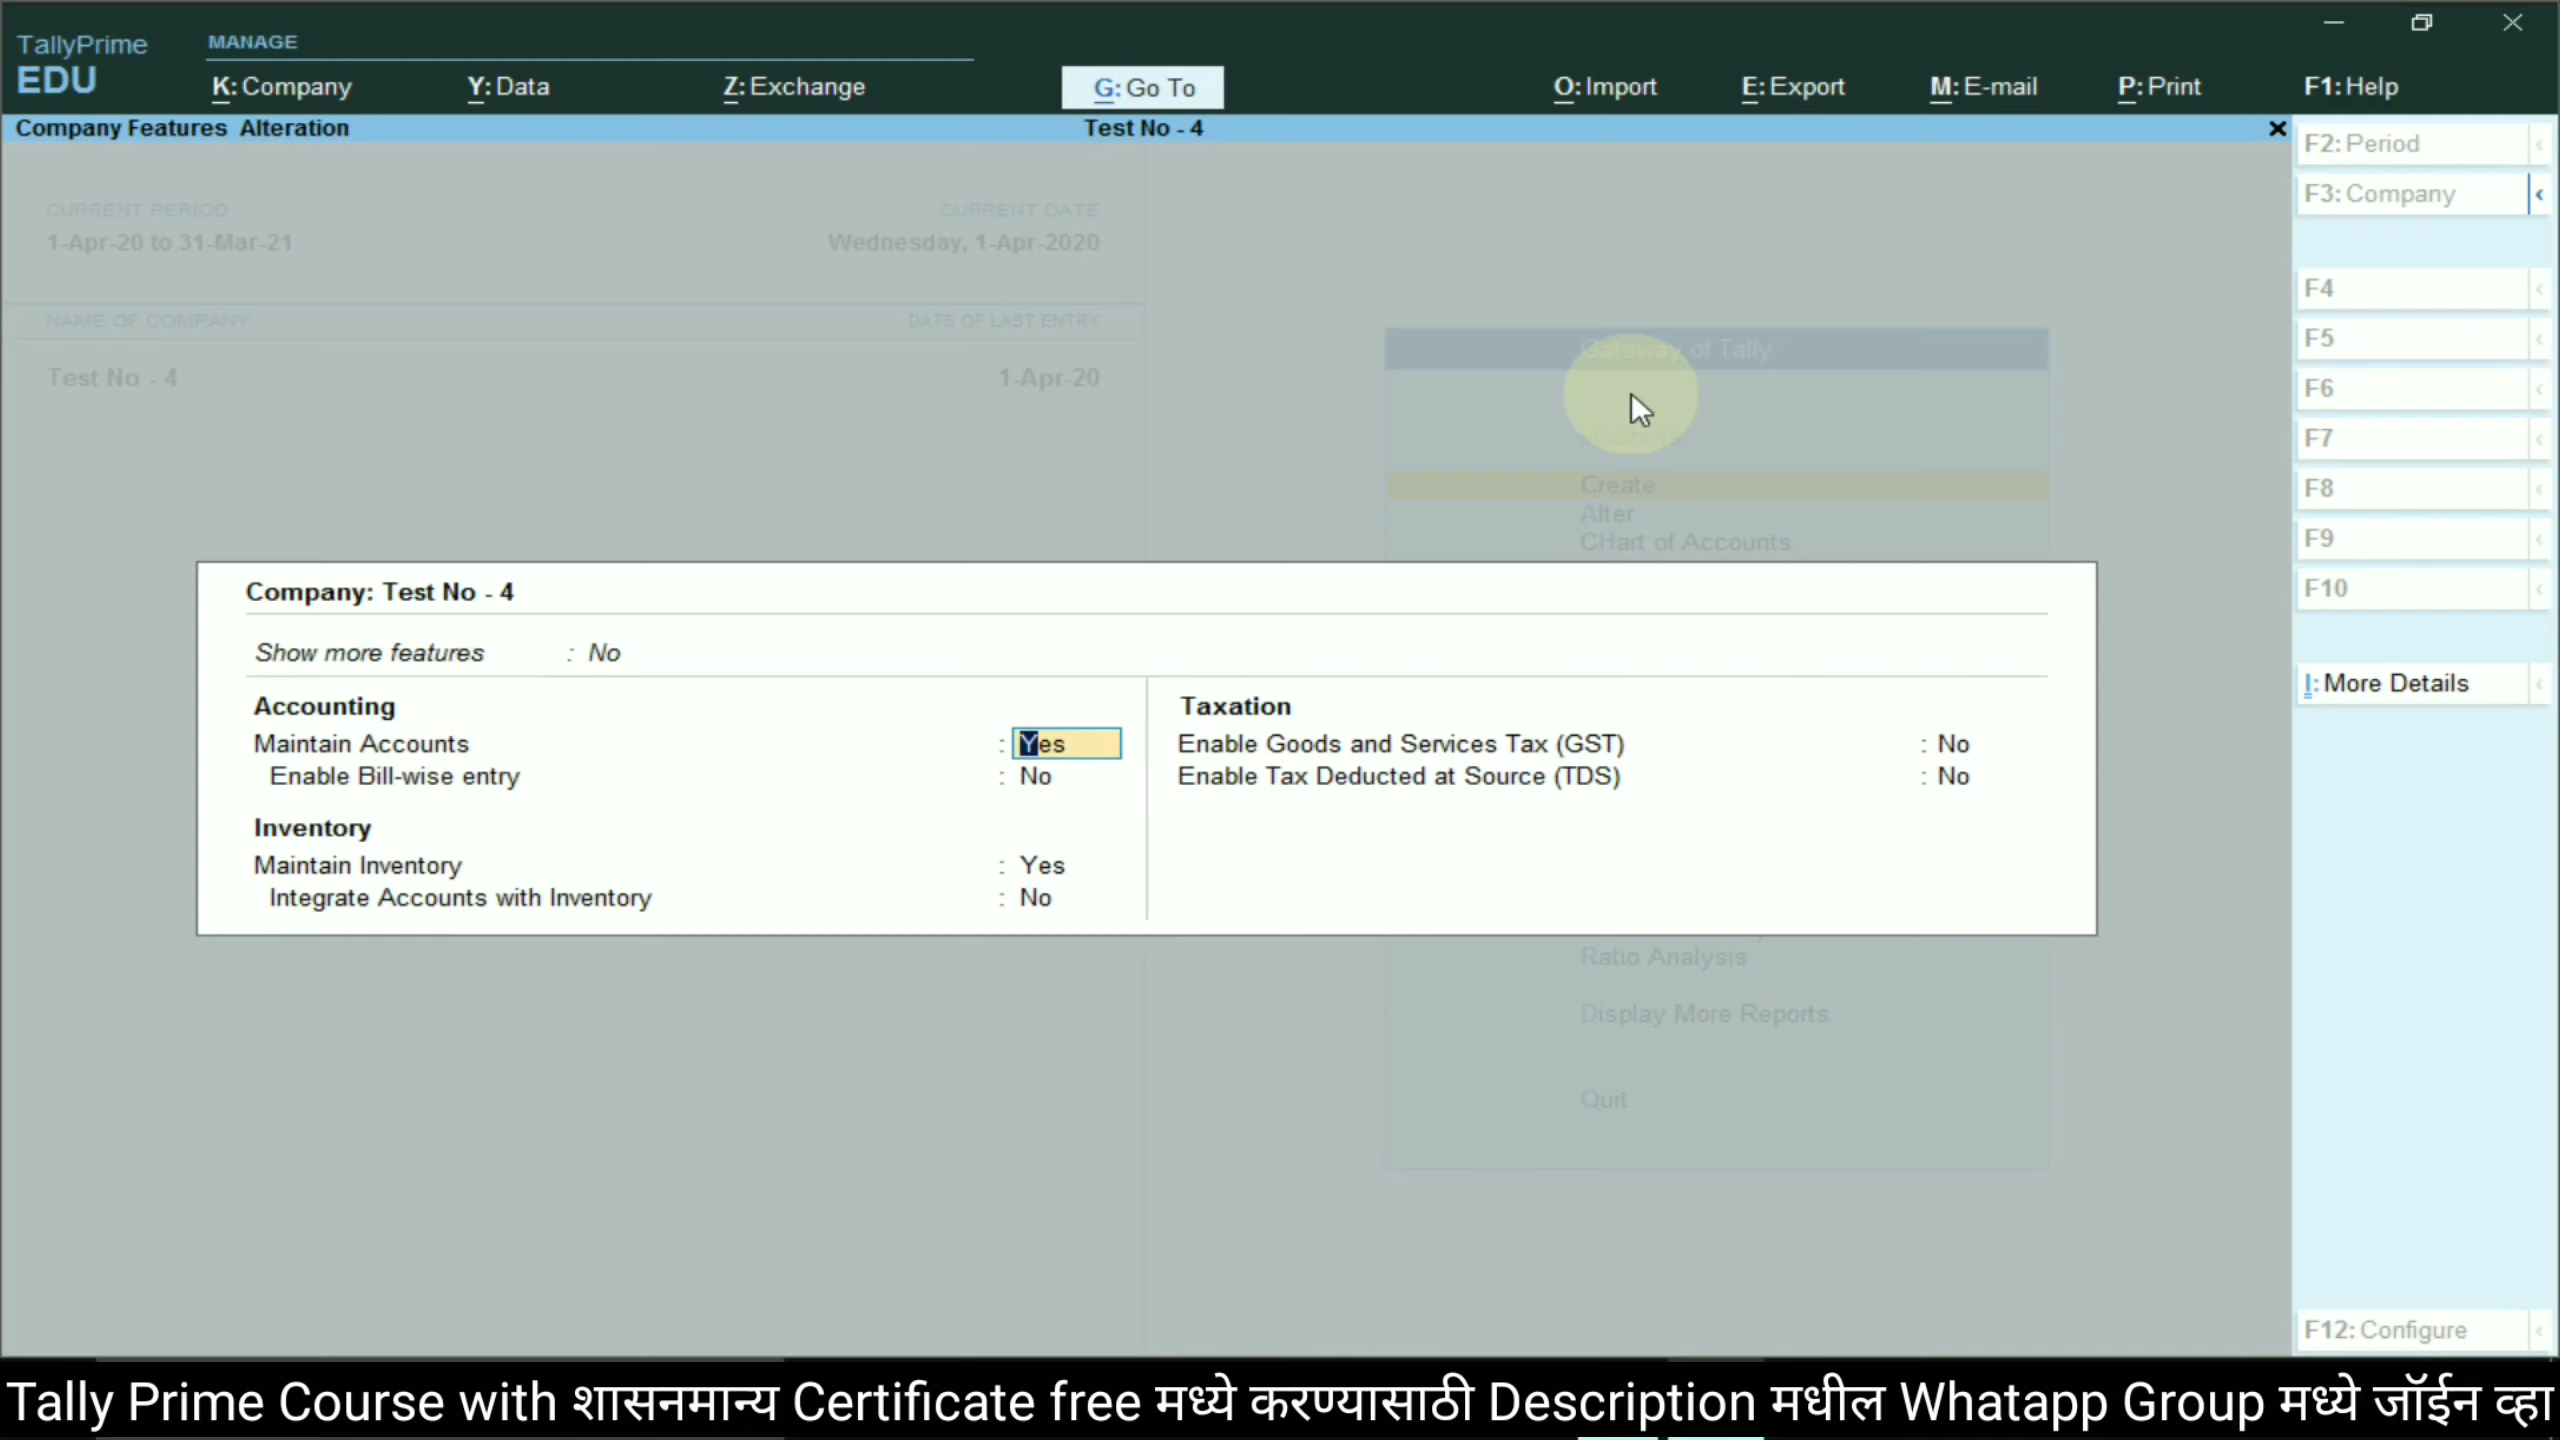 TallyPrime
EDU
MANAGE
K: Company
Y: Data
Z: Exchange
G: Go To
O: Import
E: Export
M: E-mail
P: Print
F1: Help
Company Features Alteration
Test No - 4
F2: Period
F3: Company
F4
F5
F6
F7
F8
F9
F10
I: More Details
F12: Configure
CURRENT PERIOD
CURRENT DATE
1-Apr-20 to 31-Mar-21
Wednesday, 1-Apr-2020
NAME OF COMPANY
DATE OF LAST ENTRY
Test No - 4
1-Apr-20
Gateway of Tally
Create
Alter
CHart of Accounts
Company: Test No - 4
Show more features : No
Accounting
Maintain Accounts : Yes
Enable Bill-wise entry : No
Inventory
Maintain Inventory : Yes
Integrate Accounts with Inventory : No
Taxation
Enable Goods and Services Tax (GST) : No
Enable Tax Deducted at Source (TDS) : No
Ratio Analysis
Display More Reports
Quit
Tally Prime Course with शासनमान्य Certificate free मध्ये करण्यासाठी Description मधील Whatapp Group मध्ये जॉईन व्हा